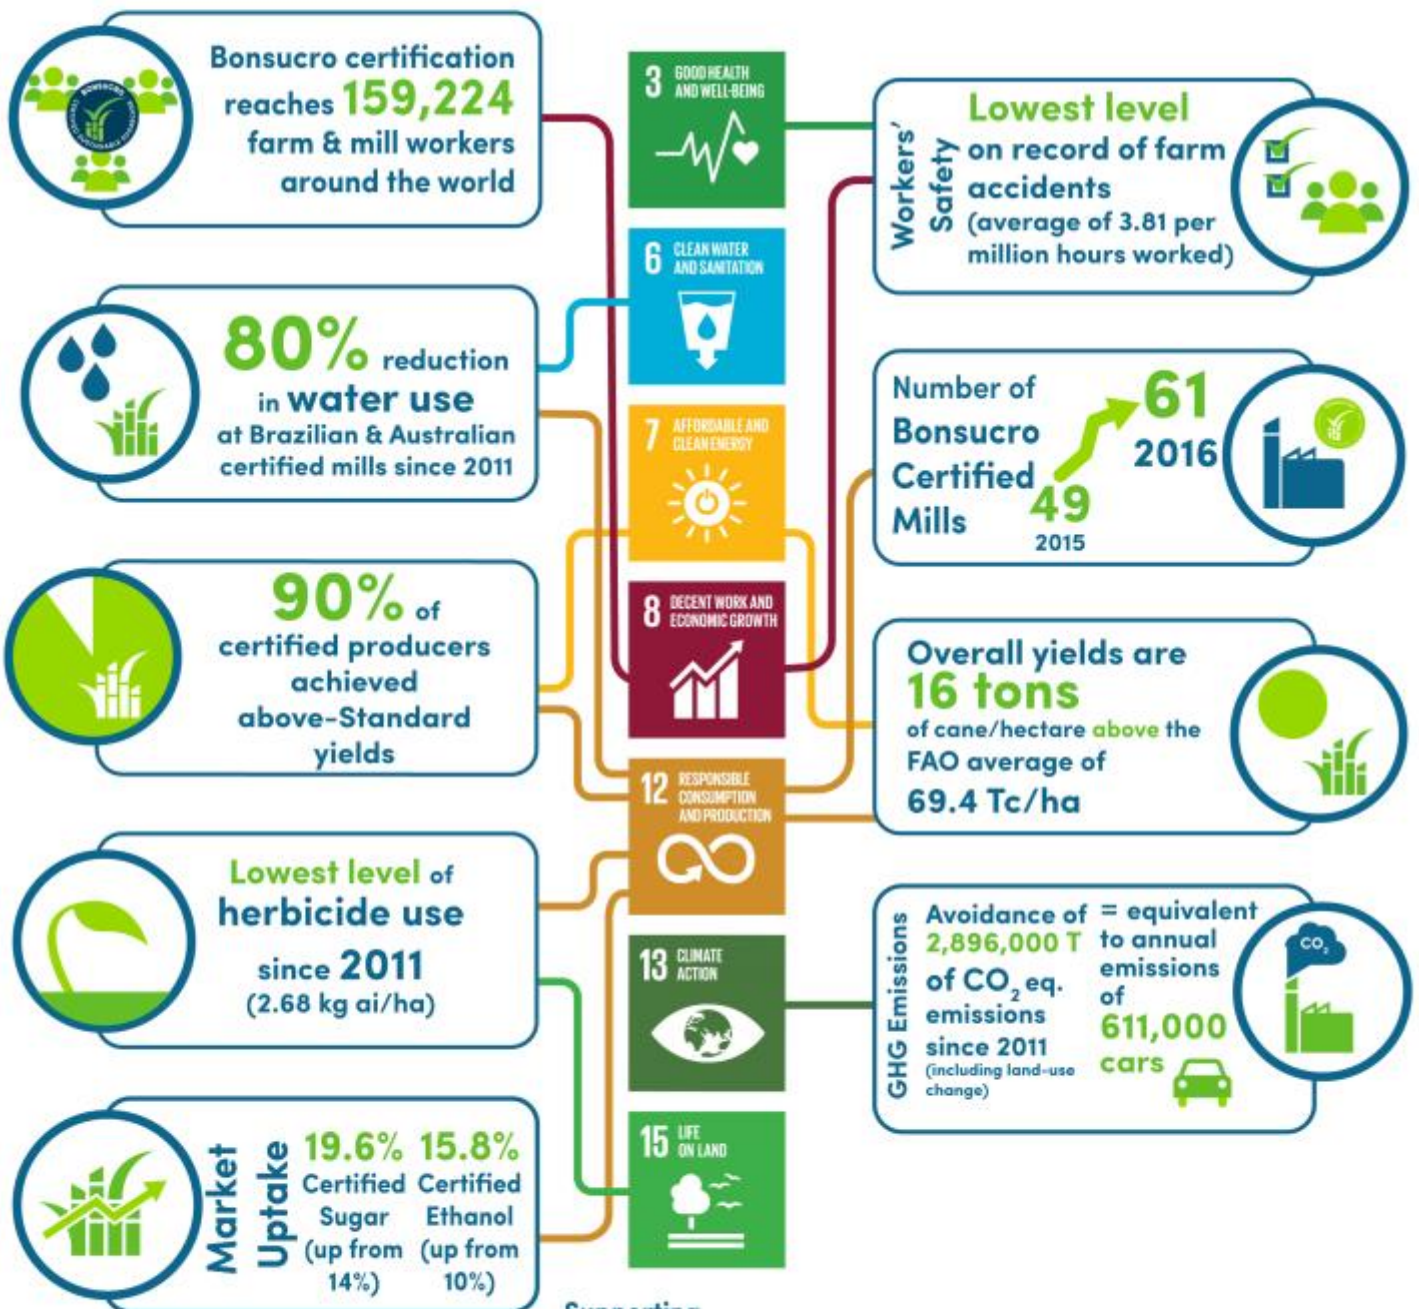 Bonsucro certification
reaches 159,224
farm & mill workers
around the world
80% reduction
in water use
at Brazilian & Australian
certified mills since 2011
90% of
certified producers
achieved
above-Standard
yields
Lowest level of
herbicide use
since 2011
(2.68 kg ai/ha)
Market
Uptake
19.6% 15.8%
Certified Certified
Sugar Ethanol
(up from (up from
14%) 10%)
3 GOOD HEALTH
AND WELL-BEING
6 CLEAN WATER
AND SANITATION
7 AFFORDABLE AND
CLEAN ENERGY
8 DECENT WORK AND
ECONOMIC GROWTH
12 RESPONSIBLE
CONSUMPTION
AND PRODUCTION
13 CLIMATE
ACTION
15 LIFE
ON LAND
Workers'
Safety
Lowest level
on record of farm
accidents
(average of 3.81 per
million hours worked)
Number of
Bonsucro
Certified
Mills
49
2015
61
2016
Overall yields are
16 tons
of cane/hectare above the
FAO average of
69.4 Tc/ha
GHG Emissions
Avoidance of
2,896,000 T
of CO₂ eq.
emissions
since 2011
(including land-use
change)
= equivalent
to annual
emissions
of
611,000
cars
CO₂
Supporting